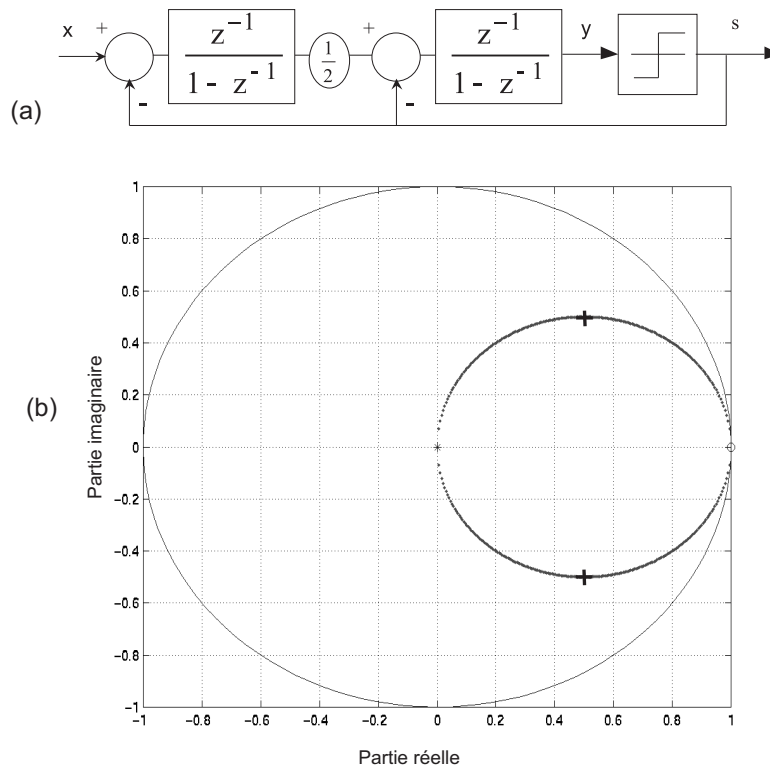 x + z⁻¹ / 1 - z⁻¹ 1/2 + z⁻¹ / 1 - z⁻¹ y s
- -
(a)
(b)
Partie imaginaire
1
0.8
0.6
0.4
0.2
0
-0.2
-0.4
-0.6
-0.8
-1
-1 -0.8 -0.6 -0.4 -0.2 0 0.2 0.4 0.6 0.8 1
Partie réelle